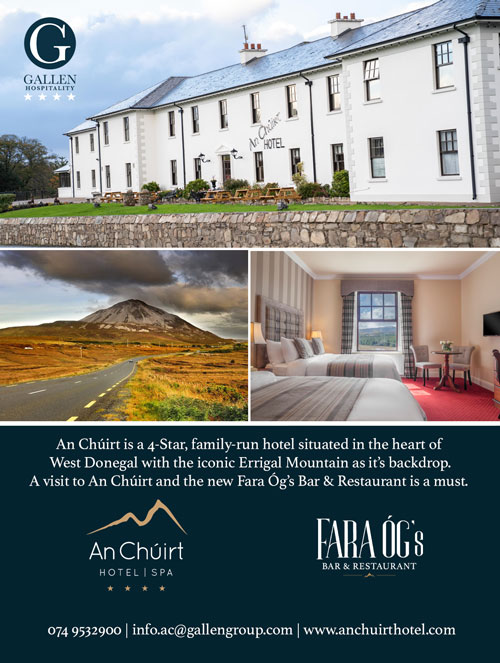 G
GALLEN
HOSPITALITY
An Chúirt
HOTEL
An Chúirt is a 4-Star, family-run hotel situated in the heart of
West Donegal with the iconic Errigal Mountain as it's backdrop.
A visit to An Chúirt and the new Fara Óg's Bar & Restaurant is a must.
An Chúirt
HOTEL | SPA
FARA ÓG's
BAR & RESTAURANT
074 9532900 | info.ac@gallengroup.com | www.anchuirthotel.com